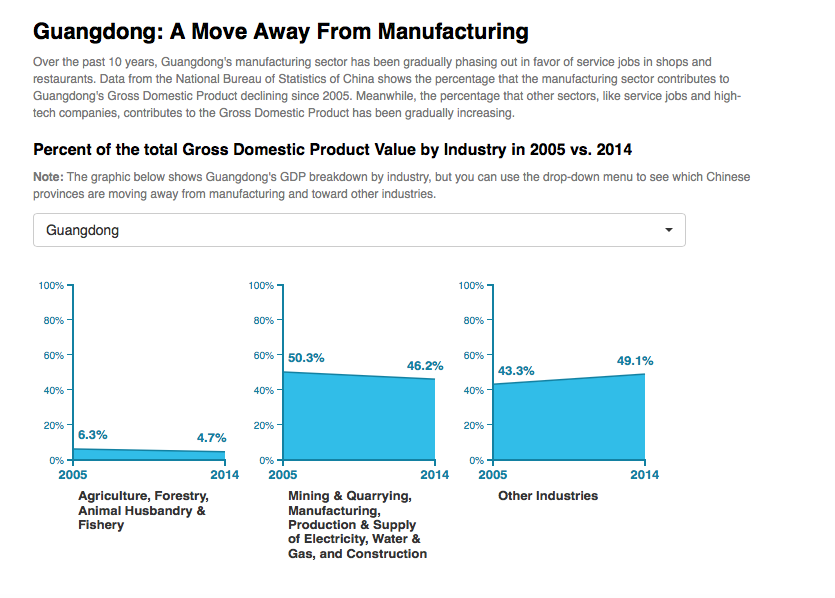 Guangdong: A Move Away From Manufacturing
Over the past 10 years, Guangdong's manufacturing sector has been gradually phasing out in favor of service jobs in shops and
restaurants. Data from the National Bureau of Statistics of China shows the percentage that the manufacturing sector contributes to
Guangdong's Gross Domestic Product declining since 2005. Meanwhile, the percentage that other sectors, like service jobs and high-
tech companies, contributes to the Gross Domestic Product has been gradually increasing.
Percent of the total Gross Domestic Product Value by Industry in 2005 vs. 2014
Note: The graphic below shows Guangdong's GDP breakdown by industry, but you can use the drop-down menu to see which Chinese
provinces are moving away from manufacturing and toward other industries.
Guangdong
100%
80%
60%
40%
20%
0%
6.3%
4.7%
2005
2014
Agriculture, Forestry,
Animal Husbandry &
Fishery
100%
80%
60%
40%
20%
0%
50.3%
46.2%
2005
2014
Mining & Quarrying,
Manufacturing,
Production & Supply
of Electricity, Water &
Gas, and Construction
100%
80%
60%
40%
20%
0%
43.3%
49.1%
2005
2014
Other Industries